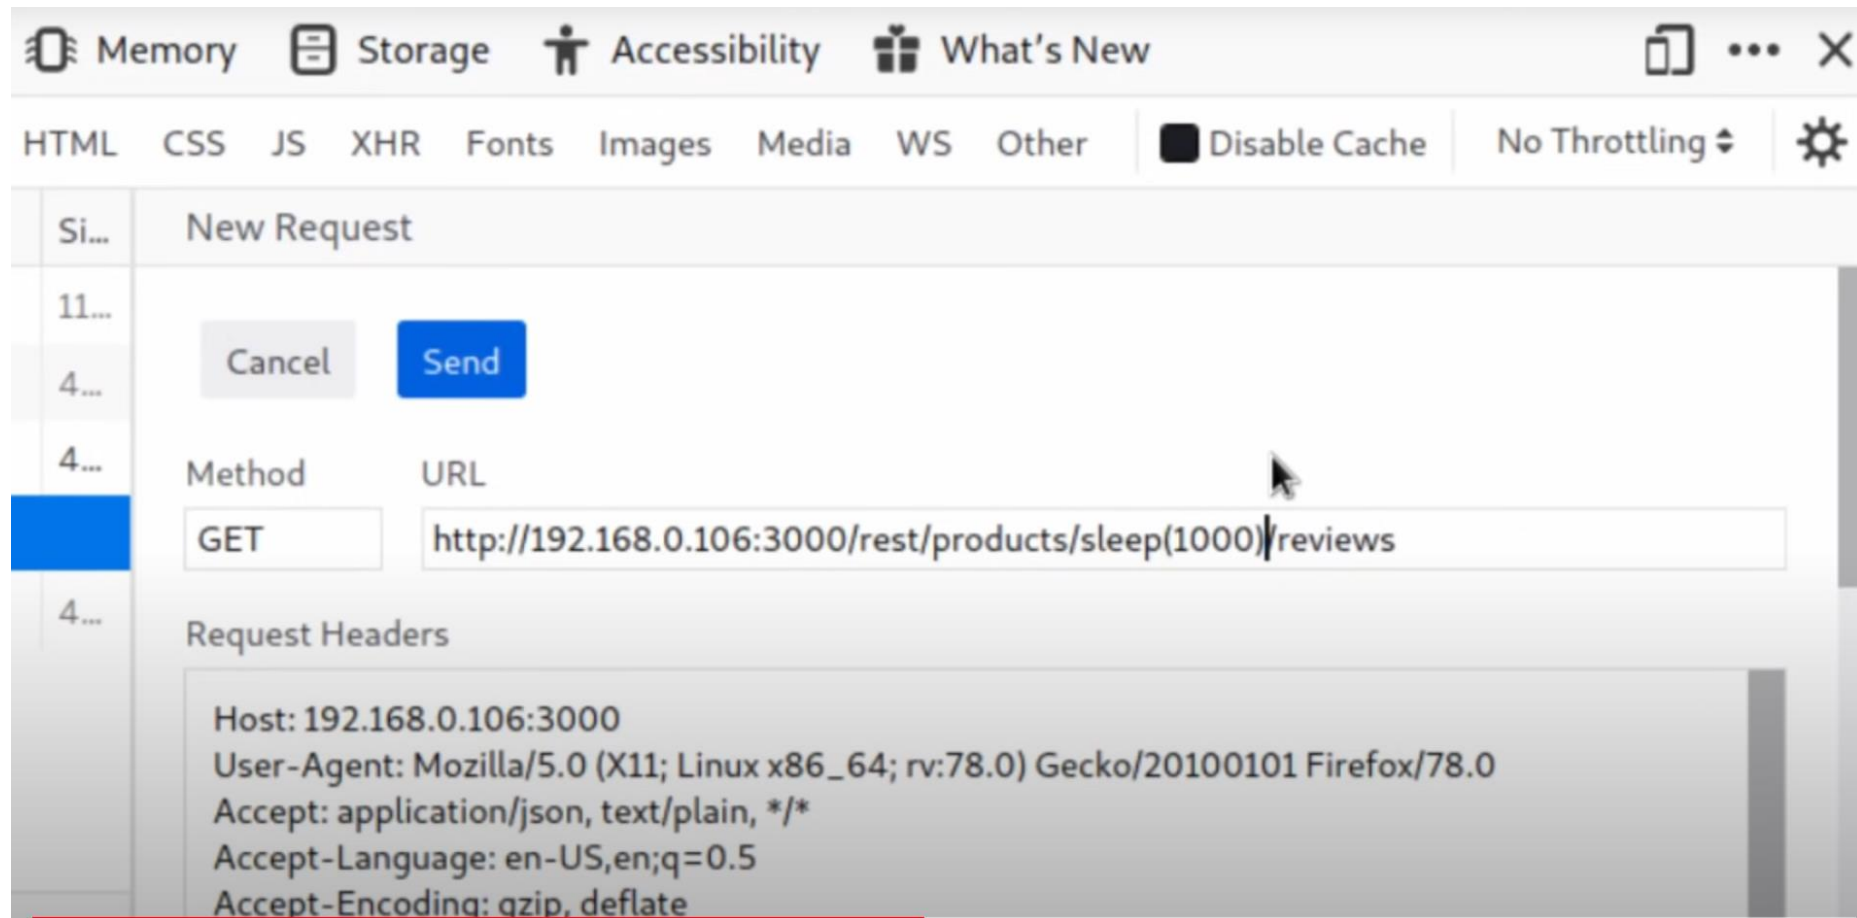 Memory Storage Accessibility What's New
HTML CSS JS XHR Fonts Images Media WS Other Disable Cache No Throttling
Si... New Request
11...
Cancel Send
4...
4...
Method URL
GET http://192.168.0.106:3000/rest/products/sleep(1000)/reviews
4...
Request Headers
Host: 192.168.0.106:3000
User-Agent: Mozilla/5.0 (X11; Linux x86_64; rv:78.0) Gecko/20100101 Firefox/78.0
Accept: application/json, text/plain, */*
Accept-Language: en-US,en;q=0.5
Accept-Encoding: gzip, deflate